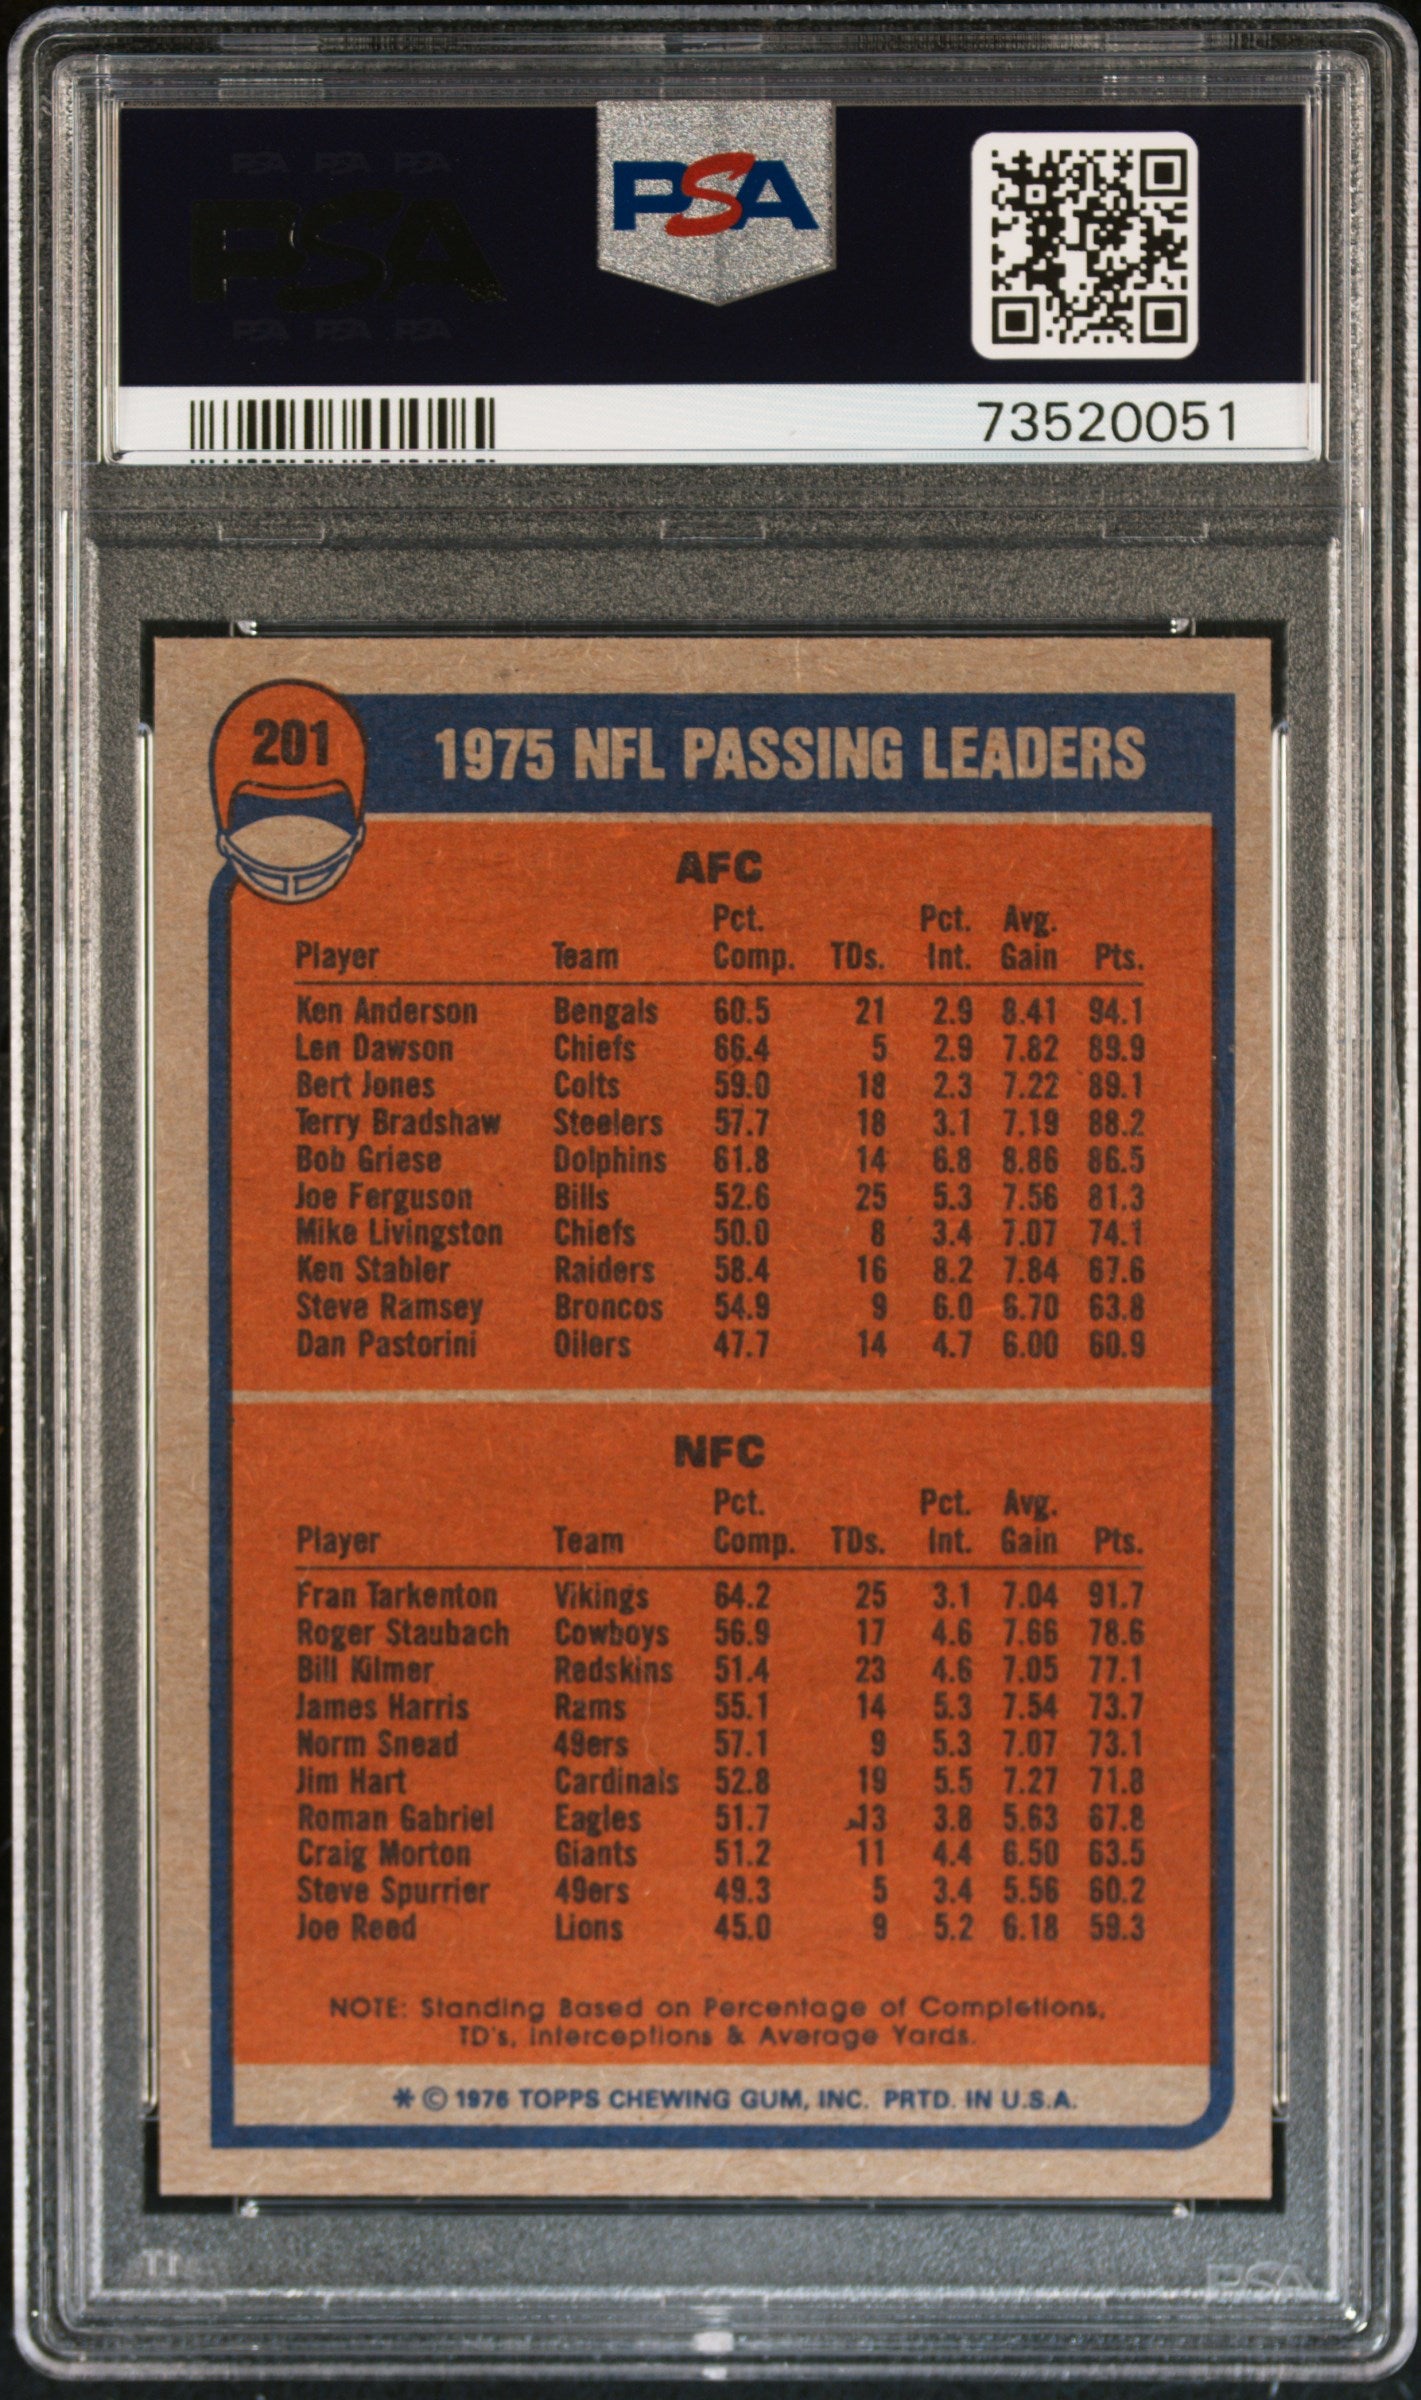 PSA PSA PSA
PSA
PSA PSA PSA
PSA
73520051
201
1975 NFL PASSING LEADERS
AFC
Pct. Pct. Avg.
Player Team Comp. TDs. Int. Gain Pts.
Ken Anderson Bengals 60.5 21 2.9 8.41 94.1
Len Dawson Chiefs 66.4 5 2.9 7.82 89.9
Bert Jones Colts 59.0 18 2.3 7.22 89.1
Terry Bradshaw Steelers 57.7 18 3.1 7.19 88.2
Bob Griese Dolphins 61.8 14 6.8 8.86 86.5
Joe Ferguson Bills 52.6 25 5.3 7.56 81.3
Mike Livingston Chiefs 50.0 8 3.4 7.07 74.1
Ken Stabler Raiders 58.4 16 8.2 7.84 67.6
Steve Ramsey Broncos 54.9 9 6.0 6.70 63.8
Dan Pastorini Oilers 47.7 14 4.7 6.00 60.9
NFC
Pct. Pct. Avg.
Player Team Comp. TDs. Int. Gain Pts.
Fran Tarkenton Vikings 64.2 25 3.1 7.04 91.7
Roger Staubach Cowboys 56.9 17 4.6 7.66 78.6
Bill Kilmer Redskins 51.4 23 4.6 7.05 77.1
James Harris Rams 55.1 14 5.3 7.54 73.7
Norm Snead 49ers 57.1 9 5.3 7.07 73.1
Jim Hart Cardinals 52.8 19 5.5 7.27 71.8
Roman Gabriel Eagles 51.7 13 3.8 5.63 67.8
Craig Morton Giants 51.2 11 4.4 6.50 63.5
Steve Spurrier 49ers 49.3 5 3.4 5.56 60.2
Joe Reed Lions 45.0 9 5.2 6.18 59.3
NOTE: Standing Based on Percentage of Completions,
TD's, Interceptions & Average Yards.
* © 1976 TOPPS CHEWING GUM, INC. PRTD. IN U.S.A.
PSA